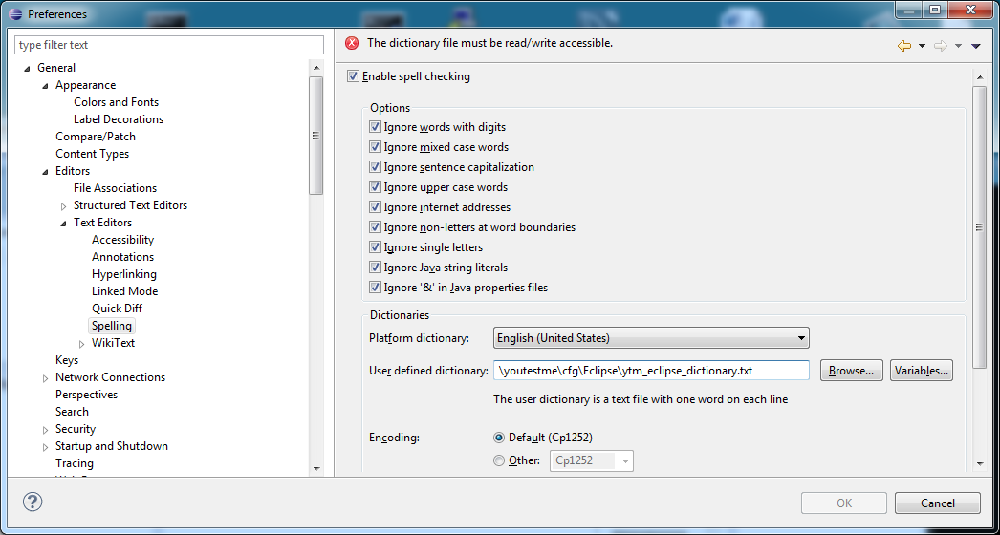 Preferences
type filter text
General
Appearance
Colors and Fonts
Label Decorations
Compare/Patch
Content Types
Editors
File Associations
Structured Text Editors
Text Editors
Accessibility
Annotations
Hyperlinking
Linked Mode
Quick Diff
Spelling
WikiText
Keys
Network Connections
Perspectives
Search
Security
Startup and Shutdown
Tracing
The dictionary file must be read/write accessible.
Enable spell checking
Options
Ignore words with digits
Ignore mixed case words
Ignore sentence capitalization
Ignore upper case words
Ignore internet addresses
Ignore non-letters at word boundaries
Ignore single letters
Ignore Java string literals
Ignore '&' in Java properties files
Dictionaries
Platform dictionary: English (United States)
User defined dictionary: \youtestme\cfg\Eclipse\ytm_eclipse_dictionary.txt Browse... Variables...
The user dictionary is a text file with one word on each line
Encoding: Default (Cp1252)
Other: Cp1252
? OK Cancel